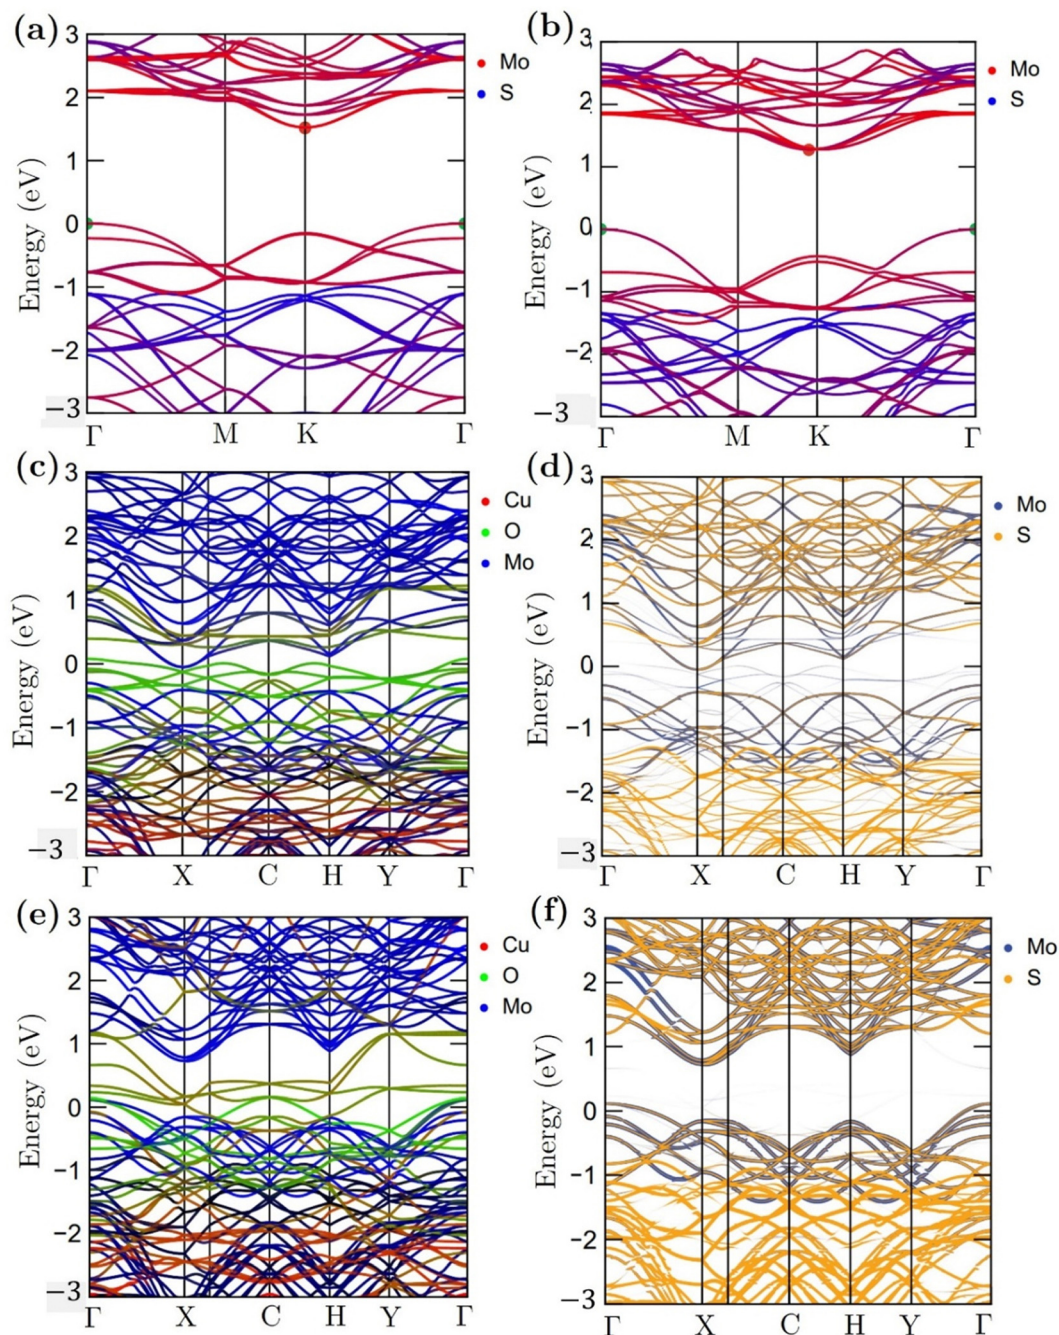 (a)
3
2
1
0
−1
−2
−3
Energy (eV)
Γ M K Γ
Mo
S
(b)
3
2
1
0
−1
−2
−3
Energy (eV)
Γ M K Γ
Mo
S
(c)
3
2
1
0
−1
−2
−3
Energy (eV)
Γ X C H Y Γ
Cu
O
Mo
(d)
3
2
1
0
−1
−2
−3
Energy (eV)
Γ X C H Y Γ
Mo
S
(e)
3
2
1
0
−1
−2
−3
Energy (eV)
Γ X C H Y Γ
Cu
O
Mo
(f)
3
2
1
0
−1
−2
−3
Energy (eV)
Γ X C H Y Γ
Mo
S